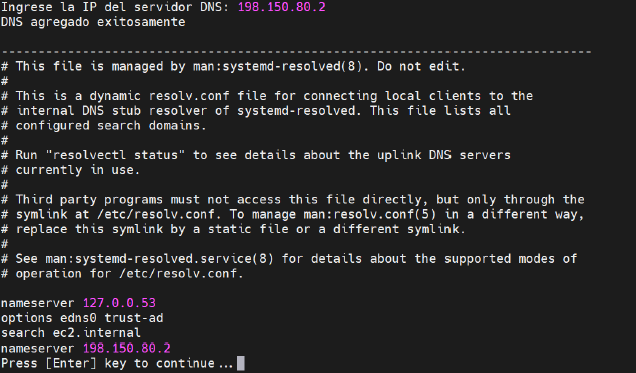 Ingrese la IP del servidor DNS: 198.150.80.2
DNS agregado exitosamente
--------------------------------------------------------------------------------
# This file is managed by man:systemd-resolved(8). Do not edit.
#
# This is a dynamic resolv.conf file for connecting local clients to the
# internal DNS stub resolver of systemd-resolved. This file lists all
# configured search domains.
#
# Run "resolvectl status" to see details about the uplink DNS servers
# currently in use.
#
# Third party programs must not access this file directly, but only through the
# symlink at /etc/resolv.conf. To manage man:resolv.conf(5) in a different way,
# replace this symlink by a static file or a different symlink.
#
# See man:systemd-resolved.service(8) for details about the supported modes of
# operation for /etc/resolv.conf.
nameserver 127.0.0.53
options edns0 trust-ad
search ec2.internal
nameserver 198.150.80.2
Press [Enter] key to continue...